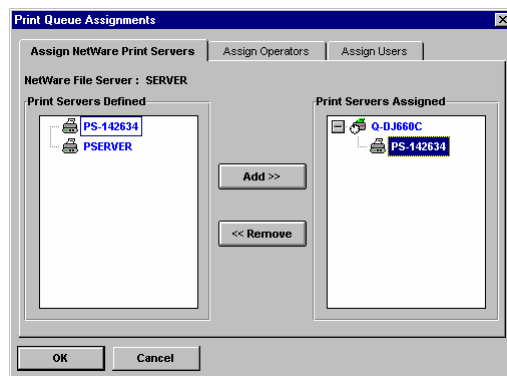 Print Queue Assignments
Assign NetWare Print Servers
Assign Operators
Assign Users
NetWare File Server : SERVER
Print Servers Defined
PS-142634
PSERVER
Add >>
<< Remove
Print Servers Assigned
Q-DJ660C
PS-142634
OK
Cancel